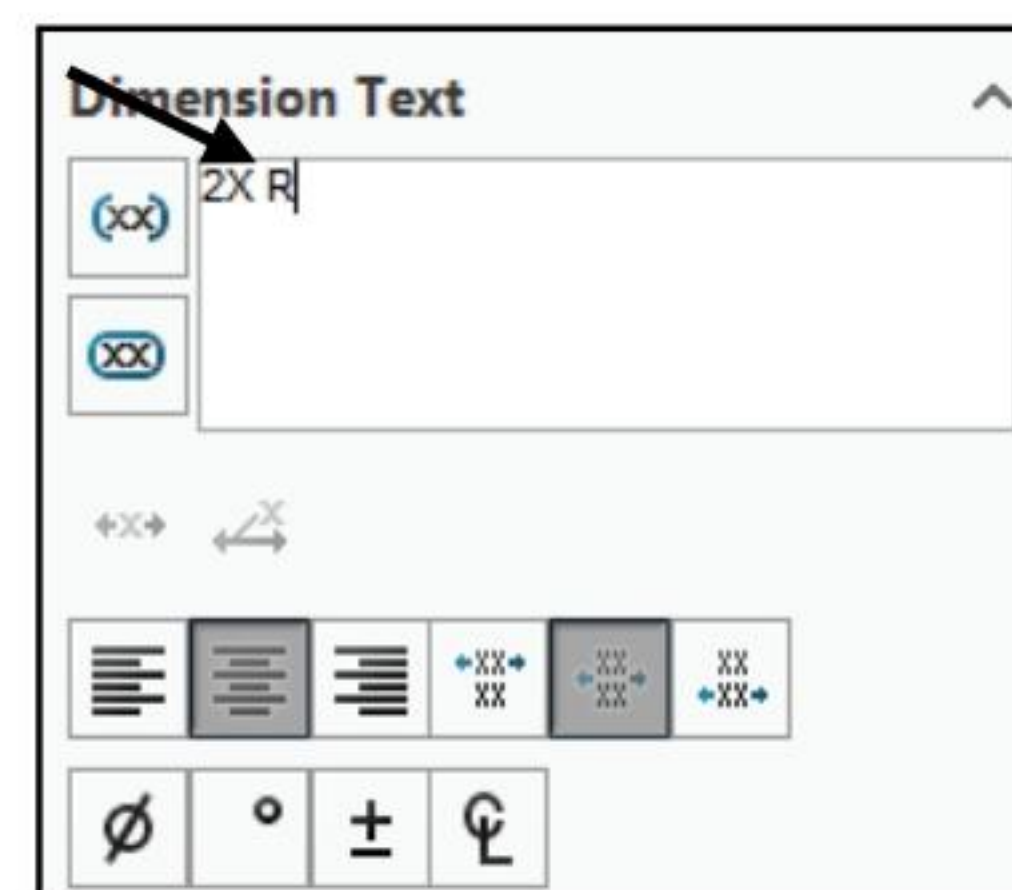 Dimension Text
2X R
(xx)
xx
x
x
xx xx xx
xx xx xx
Ø ° ± ℄